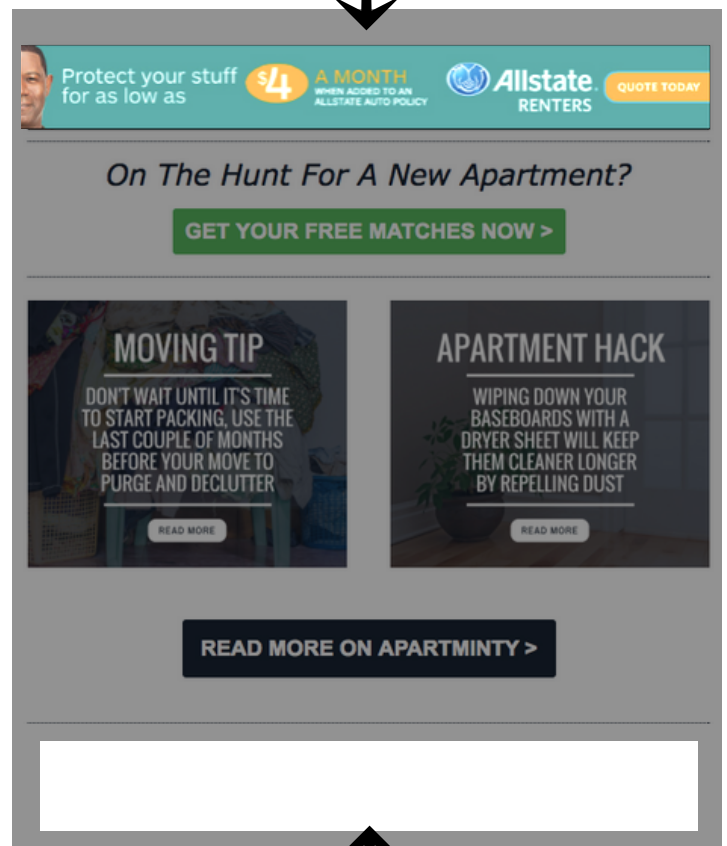 Protect your stuff
for as low as
$4
A MONTH
WHEN ADDED TO AN
ALLSTATE AUTO POLICY
Allstate.
RENTERS
QUOTE TODAY
On The Hunt For A New Apartment?
GET YOUR FREE MATCHES NOW >
MOVING TIP
DON'T WAIT UNTIL IT'S TIME
TO START PACKING, USE THE
LAST COUPLE OF MONTHS
BEFORE YOUR MOVE TO
PURGE AND DECLUTTER
READ MORE
APARTMENT HACK
WIPING DOWN YOUR
BASEBOARDS WITH A
DRYER SHEET WILL KEEP
THEM CLEANER LONGER
BY REPELLING DUST
READ MORE
READ MORE ON APARTMINTY >